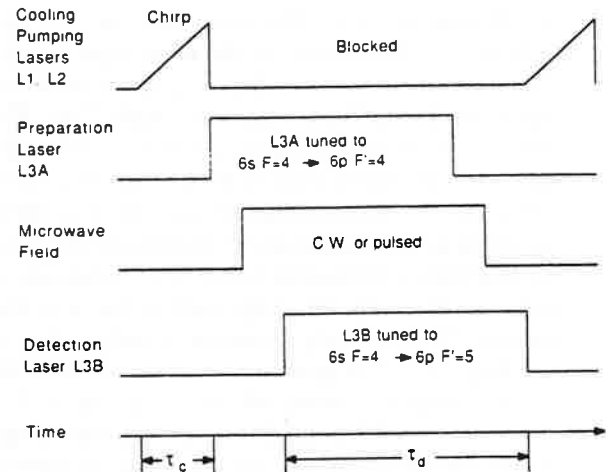 Cooling
Pumping
Lasers
L1, L2
Chirp
Blocked
Preparation
Laser
L3A
L3A tuned to
6s F=4 → 6p F'=4
Microwave
Field
C W or pulsed
Detection
Laser L3B
L3B tuned to
6s F=4 → 6p F'=5
Time
τc
τd